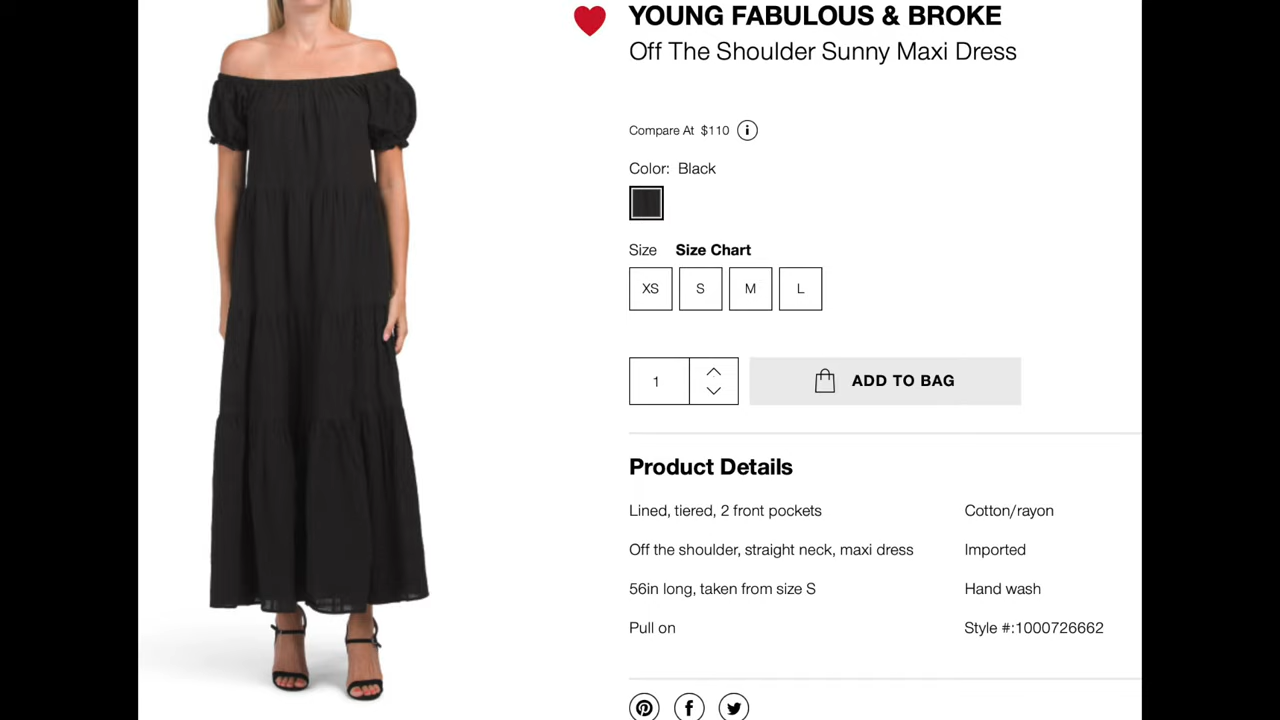 YOUNG FABULOUS & BROKE
Off The Shoulder Sunny Maxi Dress
Compare At $110 i
Color: Black
Size Size Chart
XS S M L
1 ADD TO BAG
Product Details
Lined, tiered, 2 front pockets
Cotton/rayon
Off the shoulder, straight neck, maxi dress
Imported
56in long, taken from size S
Hand wash
Pull on
Style #:1000726662